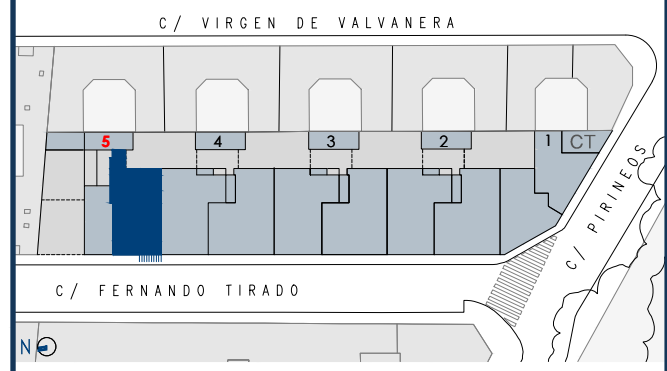 C/ VIRGEN DE VALVANERA
5 4 3 2 1 CT
C/ PIRINEOS
C/ FERNANDO TIRADO
N